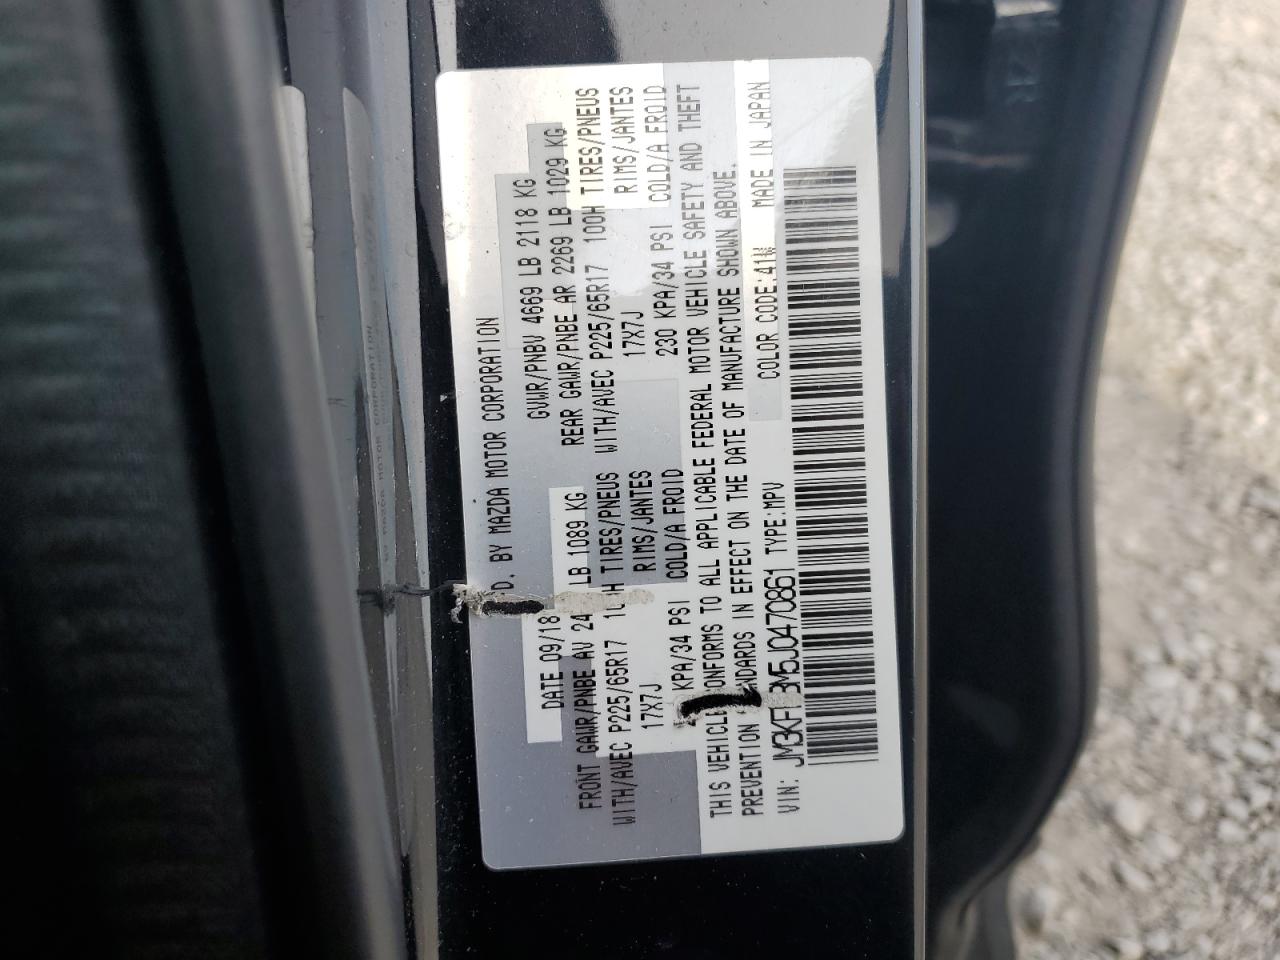 D. BY MAZDA MOTOR CORPORATION
DATE 09/18 GVWR/PNBV 4669 LB 2118 KG
FRONT GAWR/PNBE AV 24 LB 1089 KG REAR GAWR/PNBE AR 2269 LB 1029 KG
WITH/AVEC P225/65R17 TIRES/PNEUS WITH/AVEC P225/65R17 100H TIRES/PNEUS
17X7J RIMS/JANTES 17X7J RIMS/JANTES
KPA/34 PSI COLD/A FROID 230 KPA/34 PSI COLD/A FROID
THIS VEHICLE ONFORMS TO ALL APPLICABLE FEDERAL MOTOR VEHICLE SAFETY AND THEFT
PREVENTION NDARDS IN EFFECT ON THE DATE OF MANUFACTURE SHOWN ABOVE.
VIN: JM3KF BM5J0470861 TYPE:MPV COLOR CODE:41W MADE IN JAPAN